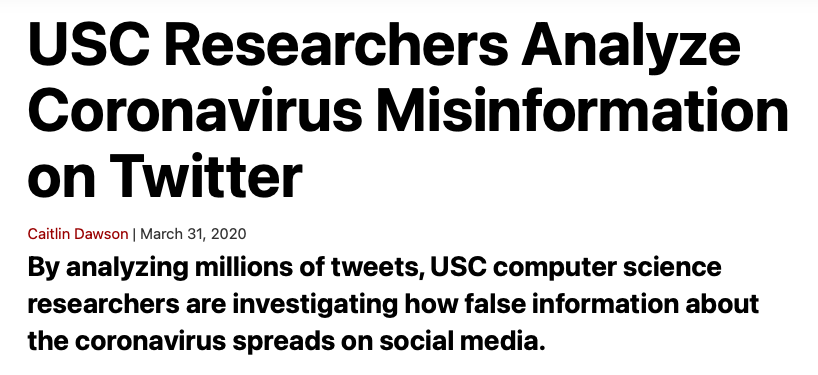 USC Researchers Analyze
Coronavirus Misinformation
on Twitter
Caitlin Dawson | March 31, 2020
By analyzing millions of tweets, USC computer science
researchers are investigating how false information about
the coronavirus spreads on social media.